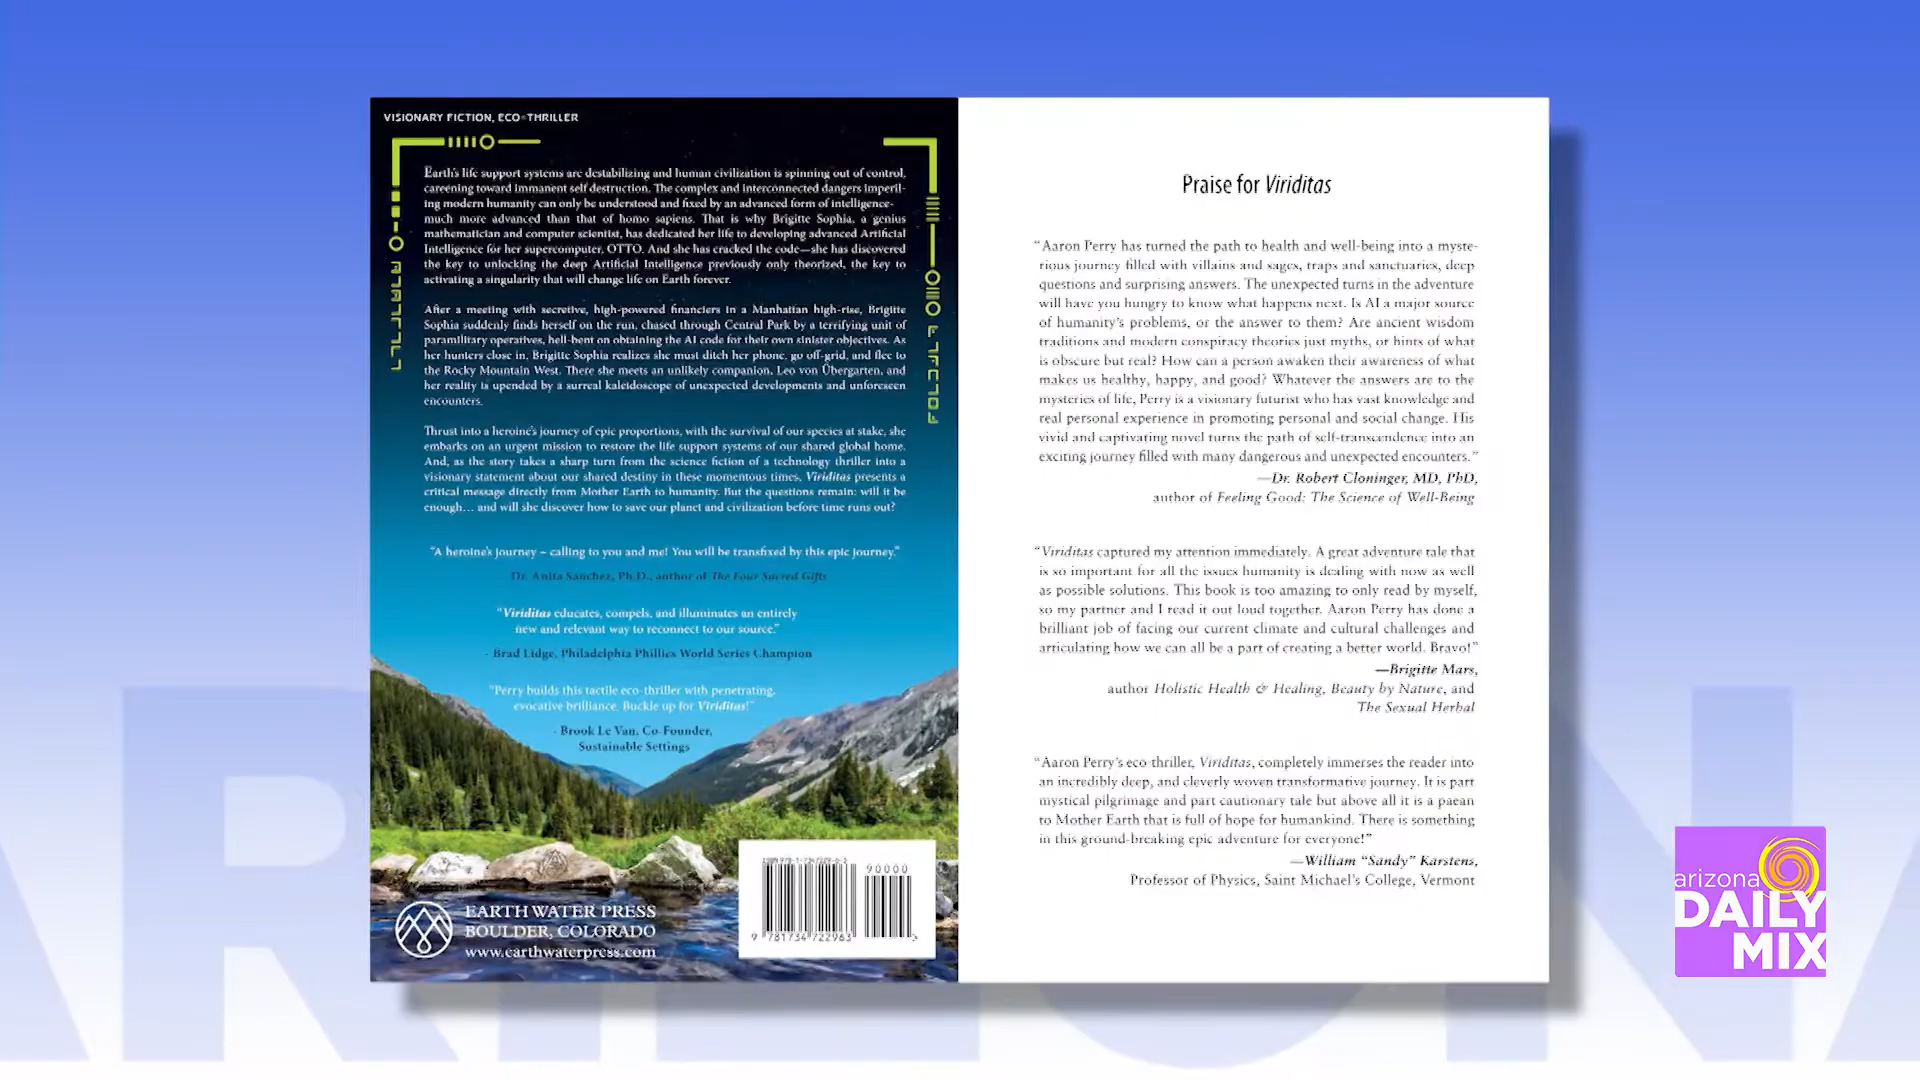 VISIONARY FICTION, ECO-THRILLER
Earth's life support systems are destabilizing and human civilization is spinning out of control,
careening toward immanent self destruction. The complex and interconnected dangers imperil-
ing modern humanity can only be understood and fixed by an advanced form of intelligence-
much more advanced than that of homo sapiens. That is why Brigitte Sophia, a genius
mathematician and computer scientist, has dedicated her life to developing advanced Artificial
Intelligence for her supercomputer, OTTO. And she has cracked the code—she has discovered
the key to unlocking the deep Artificial Intelligence previously only theorized, the key to
activating a singularity that will change life on Earth forever.
After a meeting with secretive, high-powered financiers in a Manhattan high-rise, Brigitte
Sophia suddenly finds herself on the run, chased through Central Park by a terrifying unit of
paramilitary operatives, hell-bent on obtaining the AI code for their own sinister objectives. As
her hunters close in, Brigitte Sophia realizes she must ditch her phone, go off-grid, and flee to
the Rocky Mountain West. There she meets an unlikely companion, Leo von Übergarten, and
her reality is upended by a surreal kaleidoscope of unexpected developments and unforeseen
encounters.
Thrust into a heroine's journey of epic proportions, with the survival of our species at stake, she
embarks on an urgent mission to restore the life support systems of our shared global home.
And, as the story takes a sharp turn from the science fiction of a technology thriller into a
visionary statement about our shared destiny in these momentous times, Viriditas presents a
critical message directly from Mother Earth to humanity. But the questions remain: will it be
enough… and will she discover how to save our planet and civilization before time runs out?
"A heroine's journey – calling to you and me! You will be transfixed by this epic journey."
Dr. Anita Sanchez, Ph.D., author of The Four Sacred Gifts
"Viriditas educates, compels, and illuminates an entirely
new and relevant way to reconnect to our source."
- Brad Lidge, Philadelphia Phillies World Series Champion
"Perry builds this tactile eco-thriller with penetrating,
evocative brilliance. Buckle up for Viriditas!"
- Brook Le Van, Co-Founder,
Sustainable Settings
EARTH WATER PRESS
BOULDER, COLORADO
www.earthwaterpress.com
90000
9 781734 722963
Praise for Viriditas
"Aaron Perry has turned the path to health and well-being into a myste-
rious journey filled with villains and sages, traps and sanctuaries, deep
questions and surprising answers. The unexpected turns in the adventure
will have you hungry to know what happens next. Is AI a major source
of humanity's problems, or the answer to them? Are ancient wisdom
traditions and modern conspiracy theories just myths, or hints of what
is obscure but real? How can a person awaken their awareness of what
makes us healthy, happy, and good? Whatever the answers are to the
mysteries of life, Perry is a visionary futurist who has vast knowledge and
real personal experience in promoting personal and social change. His
vivid and captivating novel turns the path of self-transcendence into an
exciting journey filled with many dangerous and unexpected encounters."
—Dr. Robert Cloninger, MD, PhD,
author of Feeling Good: The Science of Well-Being
"Viriditas captured my attention immediately. A great adventure tale that
is so important for all the issues humanity is dealing with now as well
as possible solutions. This book is too amazing to only read by myself,
so my partner and I read it out loud together. Aaron Perry has done a
brilliant job of facing our current climate and cultural challenges and
articulating how we can all be a part of creating a better world. Bravo!"
—Brigitte Mars,
author Holistic Health & Healing, Beauty by Nature, and
The Sexual Herbal
"Aaron Perry's eco-thriller, Viriditas, completely immerses the reader into
an incredibly deep, and cleverly woven transformative journey. It is part
mystical pilgrimage and part cautionary tale but above all it is a paean
to Mother Earth that is full of hope for humankind. There is something
in this ground-breaking epic adventure for everyone!"
—William "Sandy" Karstens,
Professor of Physics, Saint Michael's College, Vermont
arizona
DAILY
MIX